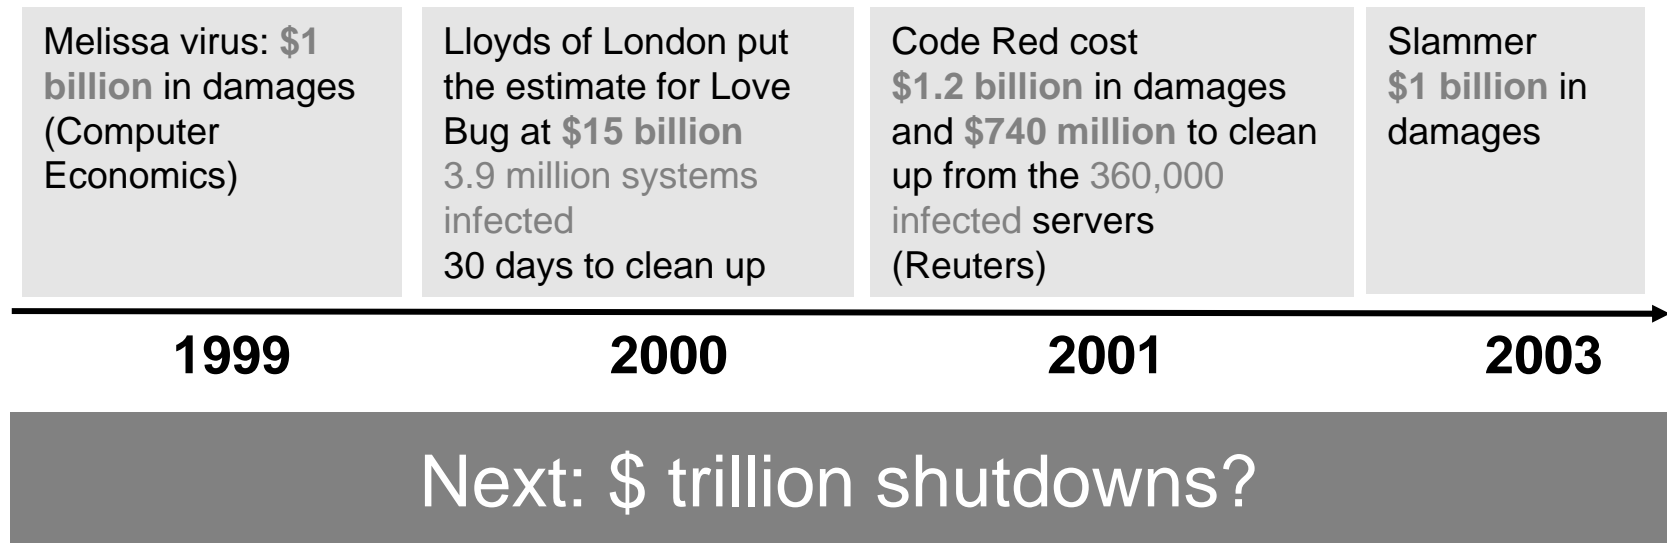 Melissa virus: $1
billion in damages
(Computer
Economics)
Lloyds of London put
the estimate for Love
Bug at $15 billion
3.9 million systems
infected
30 days to clean up
Code Red cost
$1.2 billion in damages
and $740 million to clean
up from the 360,000
infected servers
(Reuters)
Slammer
$1 billion in
damages
1999
2000
2001
2003
Next: $ trillion shutdowns?